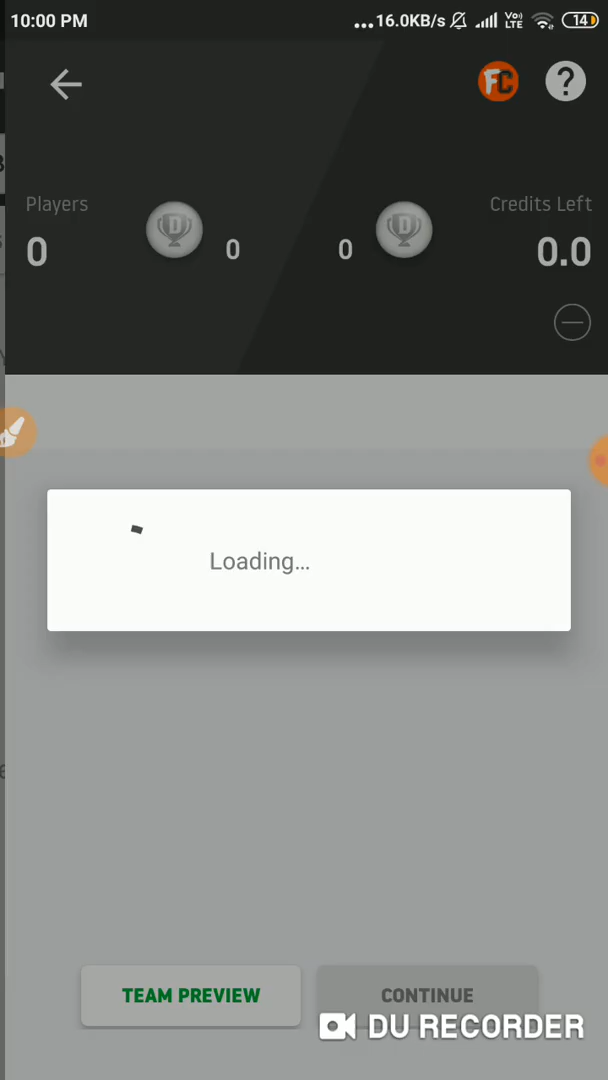 10:00 PM
...16.0KB/s Vo) LTE 14
FC ?
Players
Credits Left
0
D
0
0
D
0.0
Loading...
TEAM PREVIEW
CONTINUE
DU RECORDER